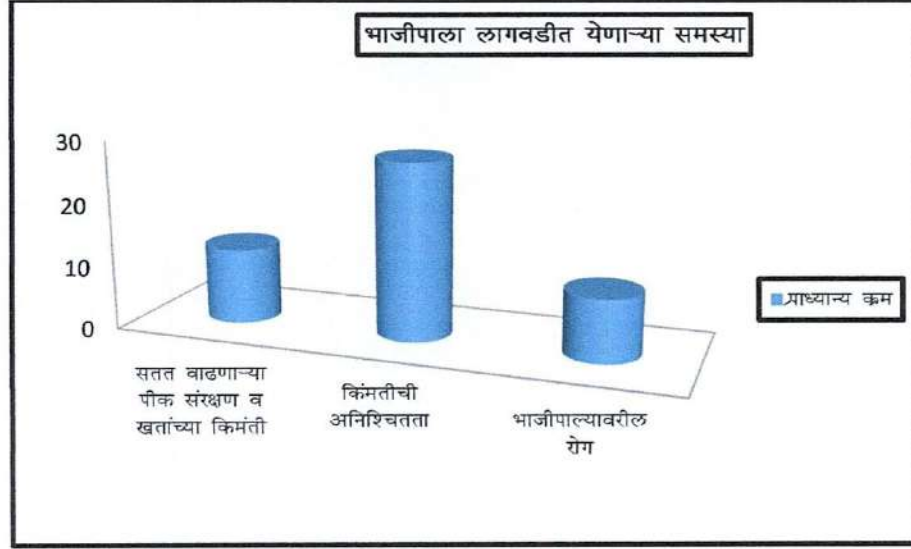 भाजीपाला लागवडीत येणाऱ्या समस्या
30
20
10
0
सतत वाढणाऱ्या
पीक संरक्षण व
खतांच्या किमंती
किंमतीची
अनिश्चितता
भाजीपाल्यावरील
रोग
प्राध्यान्य क्रम